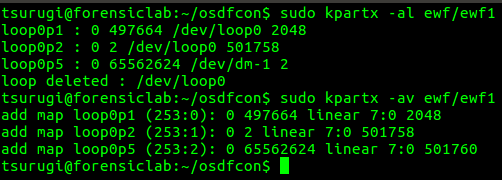 tsurugi@forensiclab:~/osdfcon$ sudo kpartx -al ewf/ewf1
loop0p1 : 0 497664 /dev/loop0 2048
loop0p2 : 0 2 /dev/loop0 501758
loop0p5 : 0 65562624 /dev/dm-1 2
loop deleted : /dev/loop0
tsurugi@forensiclab:~/osdfcon$ sudo kpartx -av ewf/ewf1
add map loop0p1 (253:0): 0 497664 linear 7:0 2048
add map loop0p2 (253:1): 0 2 linear 7:0 501758
add map loop0p5 (253:2): 0 65562624 linear 7:0 501760
tsurugi@forensiclab:~/osdfcon$